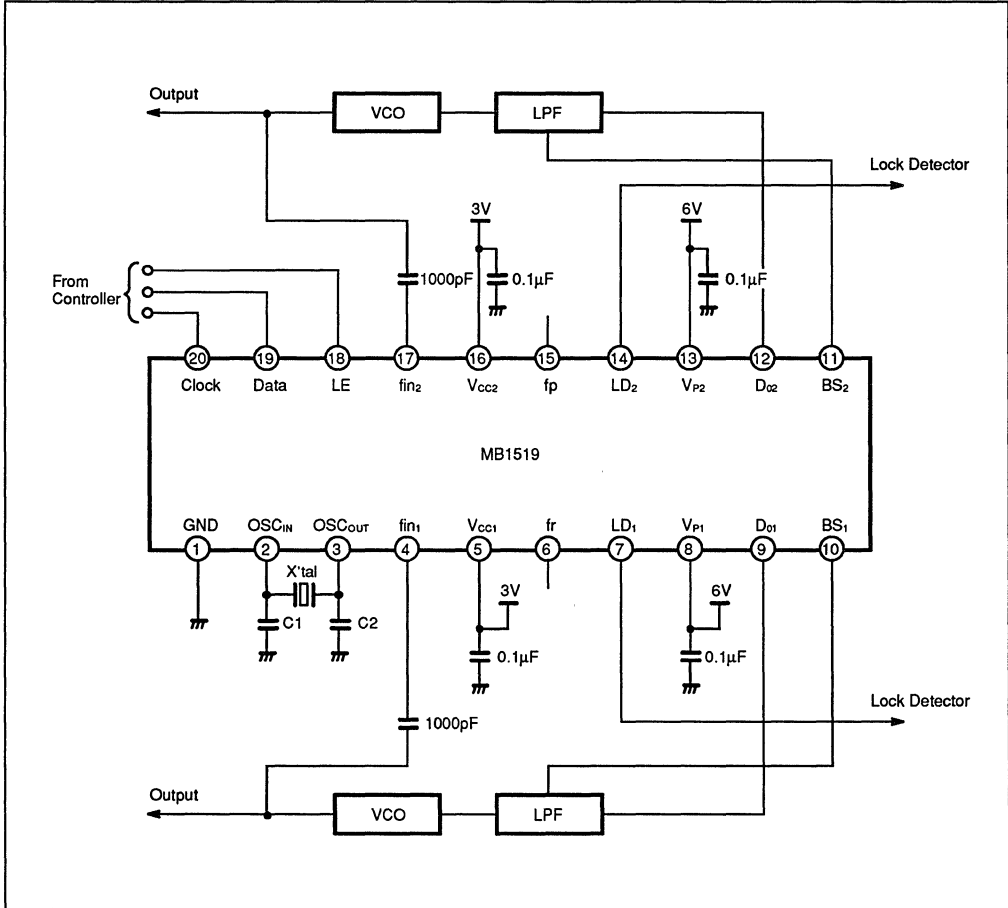 Output
VCO
LPF
Lock Detector
3V
6V
From
Controller
1000pF
0.1μF
0.1μF
20 19 18 17 16 15 14 13 12 11
Clock Data LE fin2 VCC2 fp LD2 VP2 D02 BS2
MB1519
GND OSCIN OSCOUT fin1 VCC1 fr LD1 VP1 D01 BS1
1 2 3 4 5 6 7 8 9 10
X'tal
3V
6V
C1
C2
0.1μF
0.1μF
Lock Detector
1000pF
Output
VCO
LPF